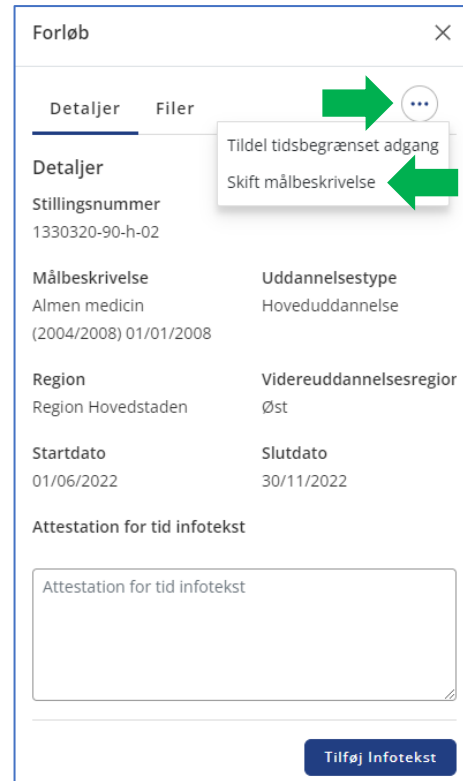 Forløb
Detaljer Filer
Tildel tidsbegrænset adgang
Skift målbeskrivelse
Detaljer
Stillingsnummer
1330320-90-h-02
Målbeskrivelse Uddannelsestype
Almen medicin Hoveduddannelse
(2004/2008) 01/01/2008
Region Videreuddannelsesregior
Region Hovedstaden Øst
Startdato Slutdato
01/06/2022 30/11/2022
Attestation for tid infotekst
Attestation for tid infotekst
Tilføj Infotekst